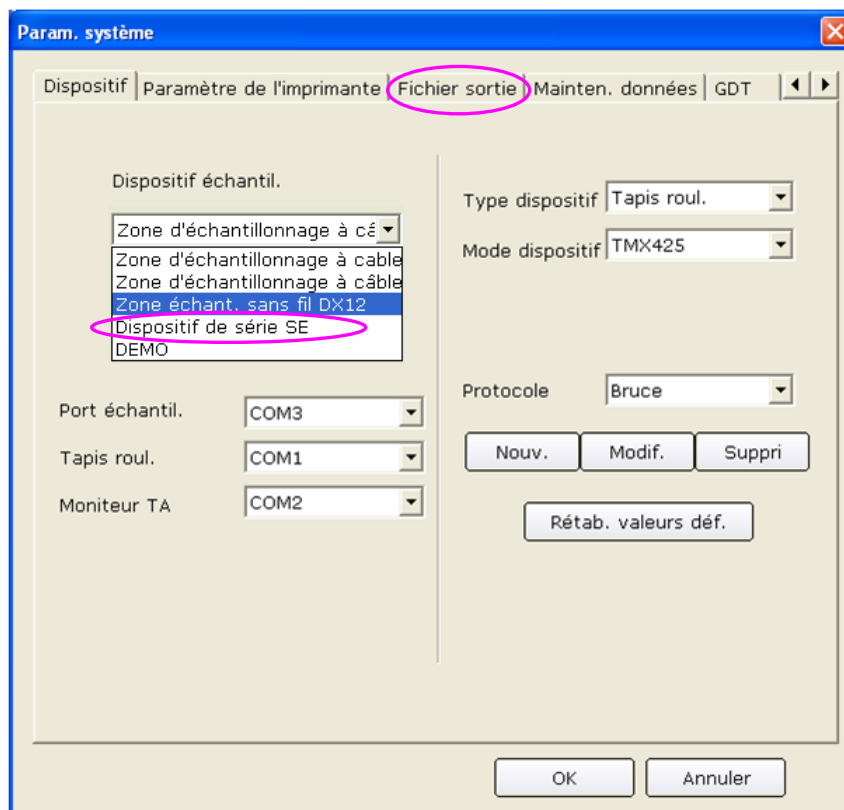 Param. système
Dispositif
Paramètre de l'imprimante
Fichier sortie
Mainten. données
GDT
Dispositif échantil.
Zone d'échantillonnage à câ
Zone d'échantillonnage à cable
Zone d'échantillonnage à câble
Zone échant. sans fil DX12
Dispositif de série SE
DEMO
Port échantil.
COM3
Tapis roul.
COM1
Moniteur TA
COM2
Type dispositif
Tapis roul.
Mode dispositif
TMX425
Protocole
Bruce
Nouv.
Modif.
Suppri
Rétab. valeurs déf.
OK
Annuler